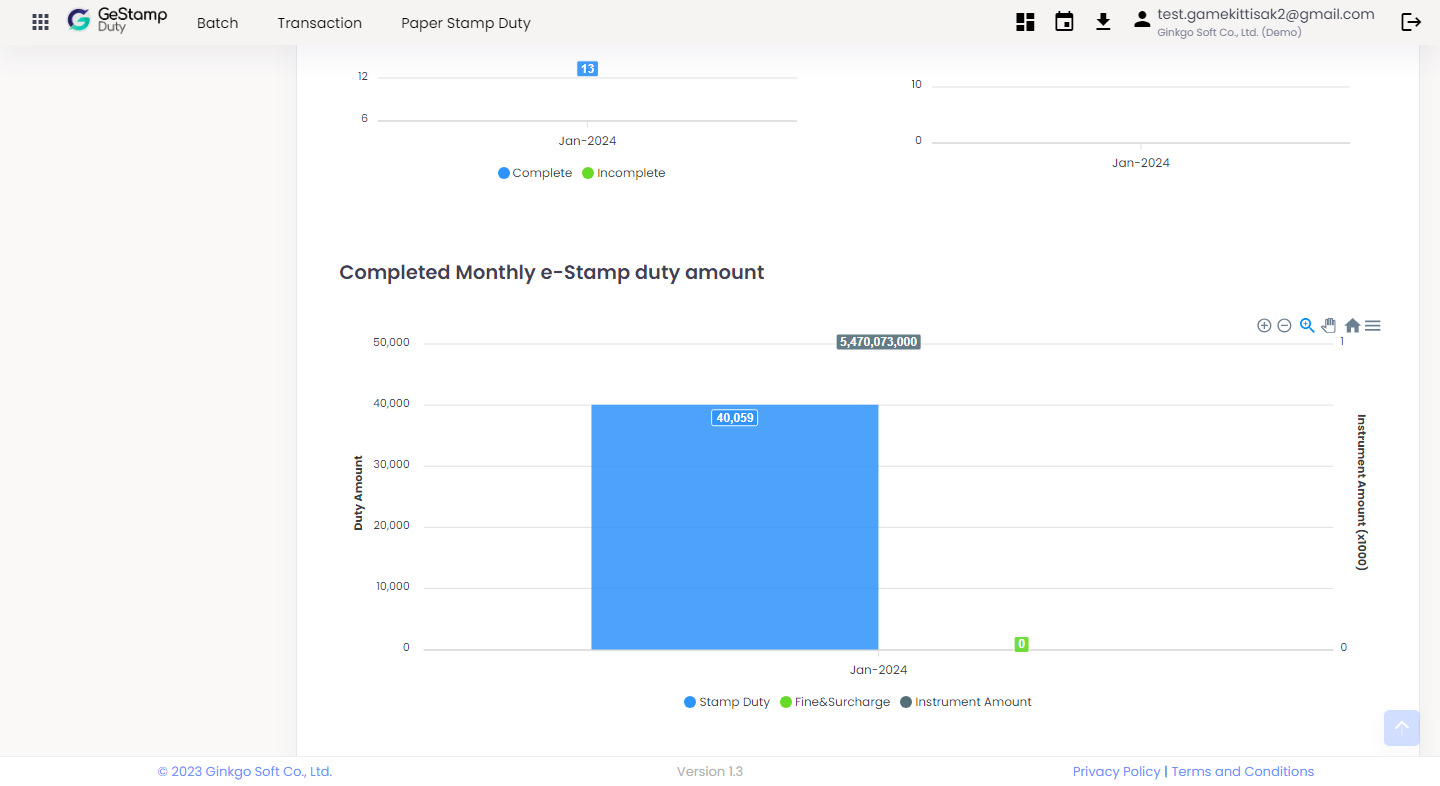 GeStamp
Duty
Batch
Transaction
Paper Stamp Duty
test.gamekittisak2@gmail.com
Ginkgo Soft Co., Ltd. (Demo)
13
12
6
Jan-2024
Complete
Incomplete
10
0
Jan-2024
Completed Monthly e-Stamp duty amount
5,470,073,000
50,000
40,000
30,000
20,000
10,000
0
Duty Amount
40,059
0
1
0
Instrument Amount (x1000)
Jan-2024
Stamp Duty
Fine&Surcharge
Instrument Amount
© 2023 Ginkgo Soft Co., Ltd.
Version 1.3
Privacy Policy | Terms and Conditions